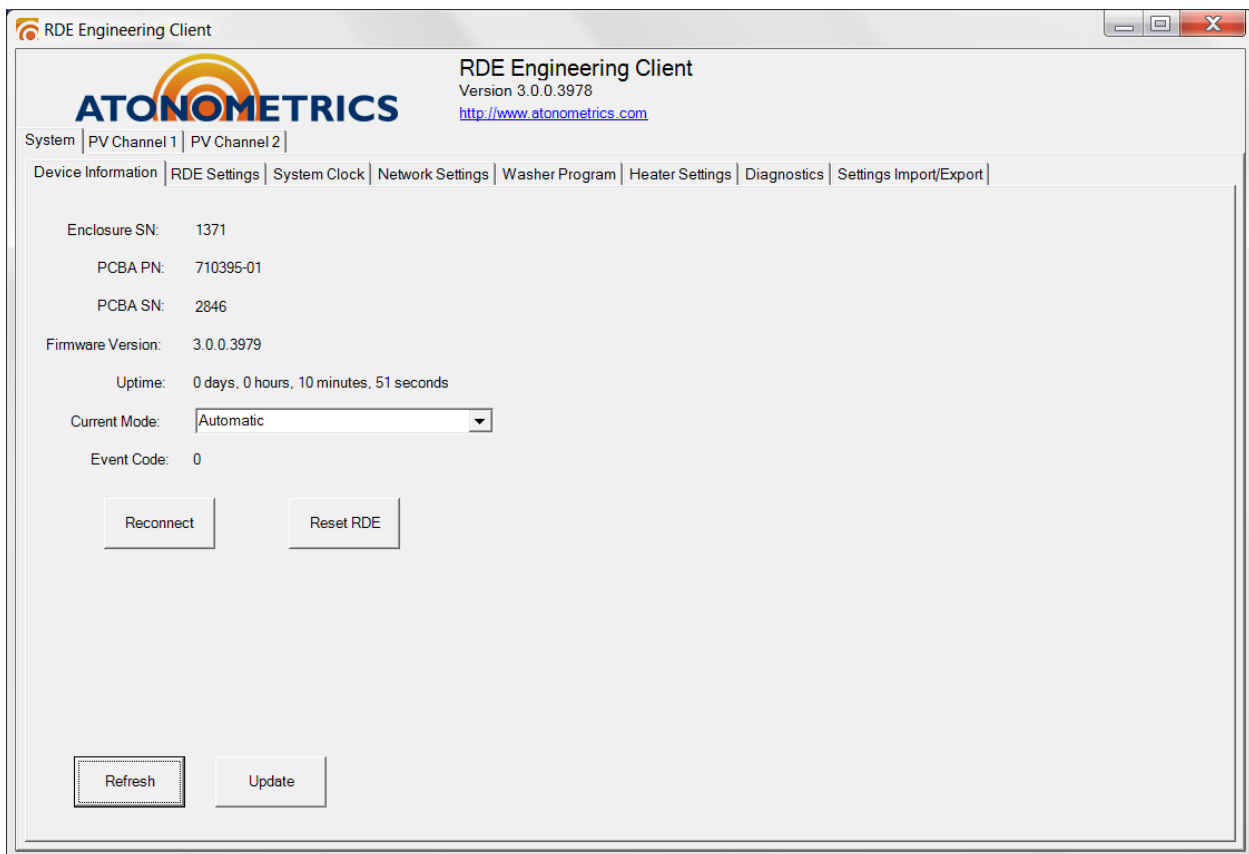 RDE Engineering Client
ATONOMETRICS
RDE Engineering Client
Version 3.0.0.3978
http://www.atonometrics.com
System PV Channel 1 PV Channel 2
Device Information RDE Settings System Clock Network Settings Washer Program Heater Settings Diagnostics Settings Import/Export
Enclosure SN: 1371
PCBA PN: 710395-01
PCBA SN: 2846
Firmware Version: 3.0.0.3979
Uptime: 0 days, 0 hours, 10 minutes, 51 seconds
Current Mode: Automatic
Event Code: 0
Reconnect Reset RDE
Refresh Update